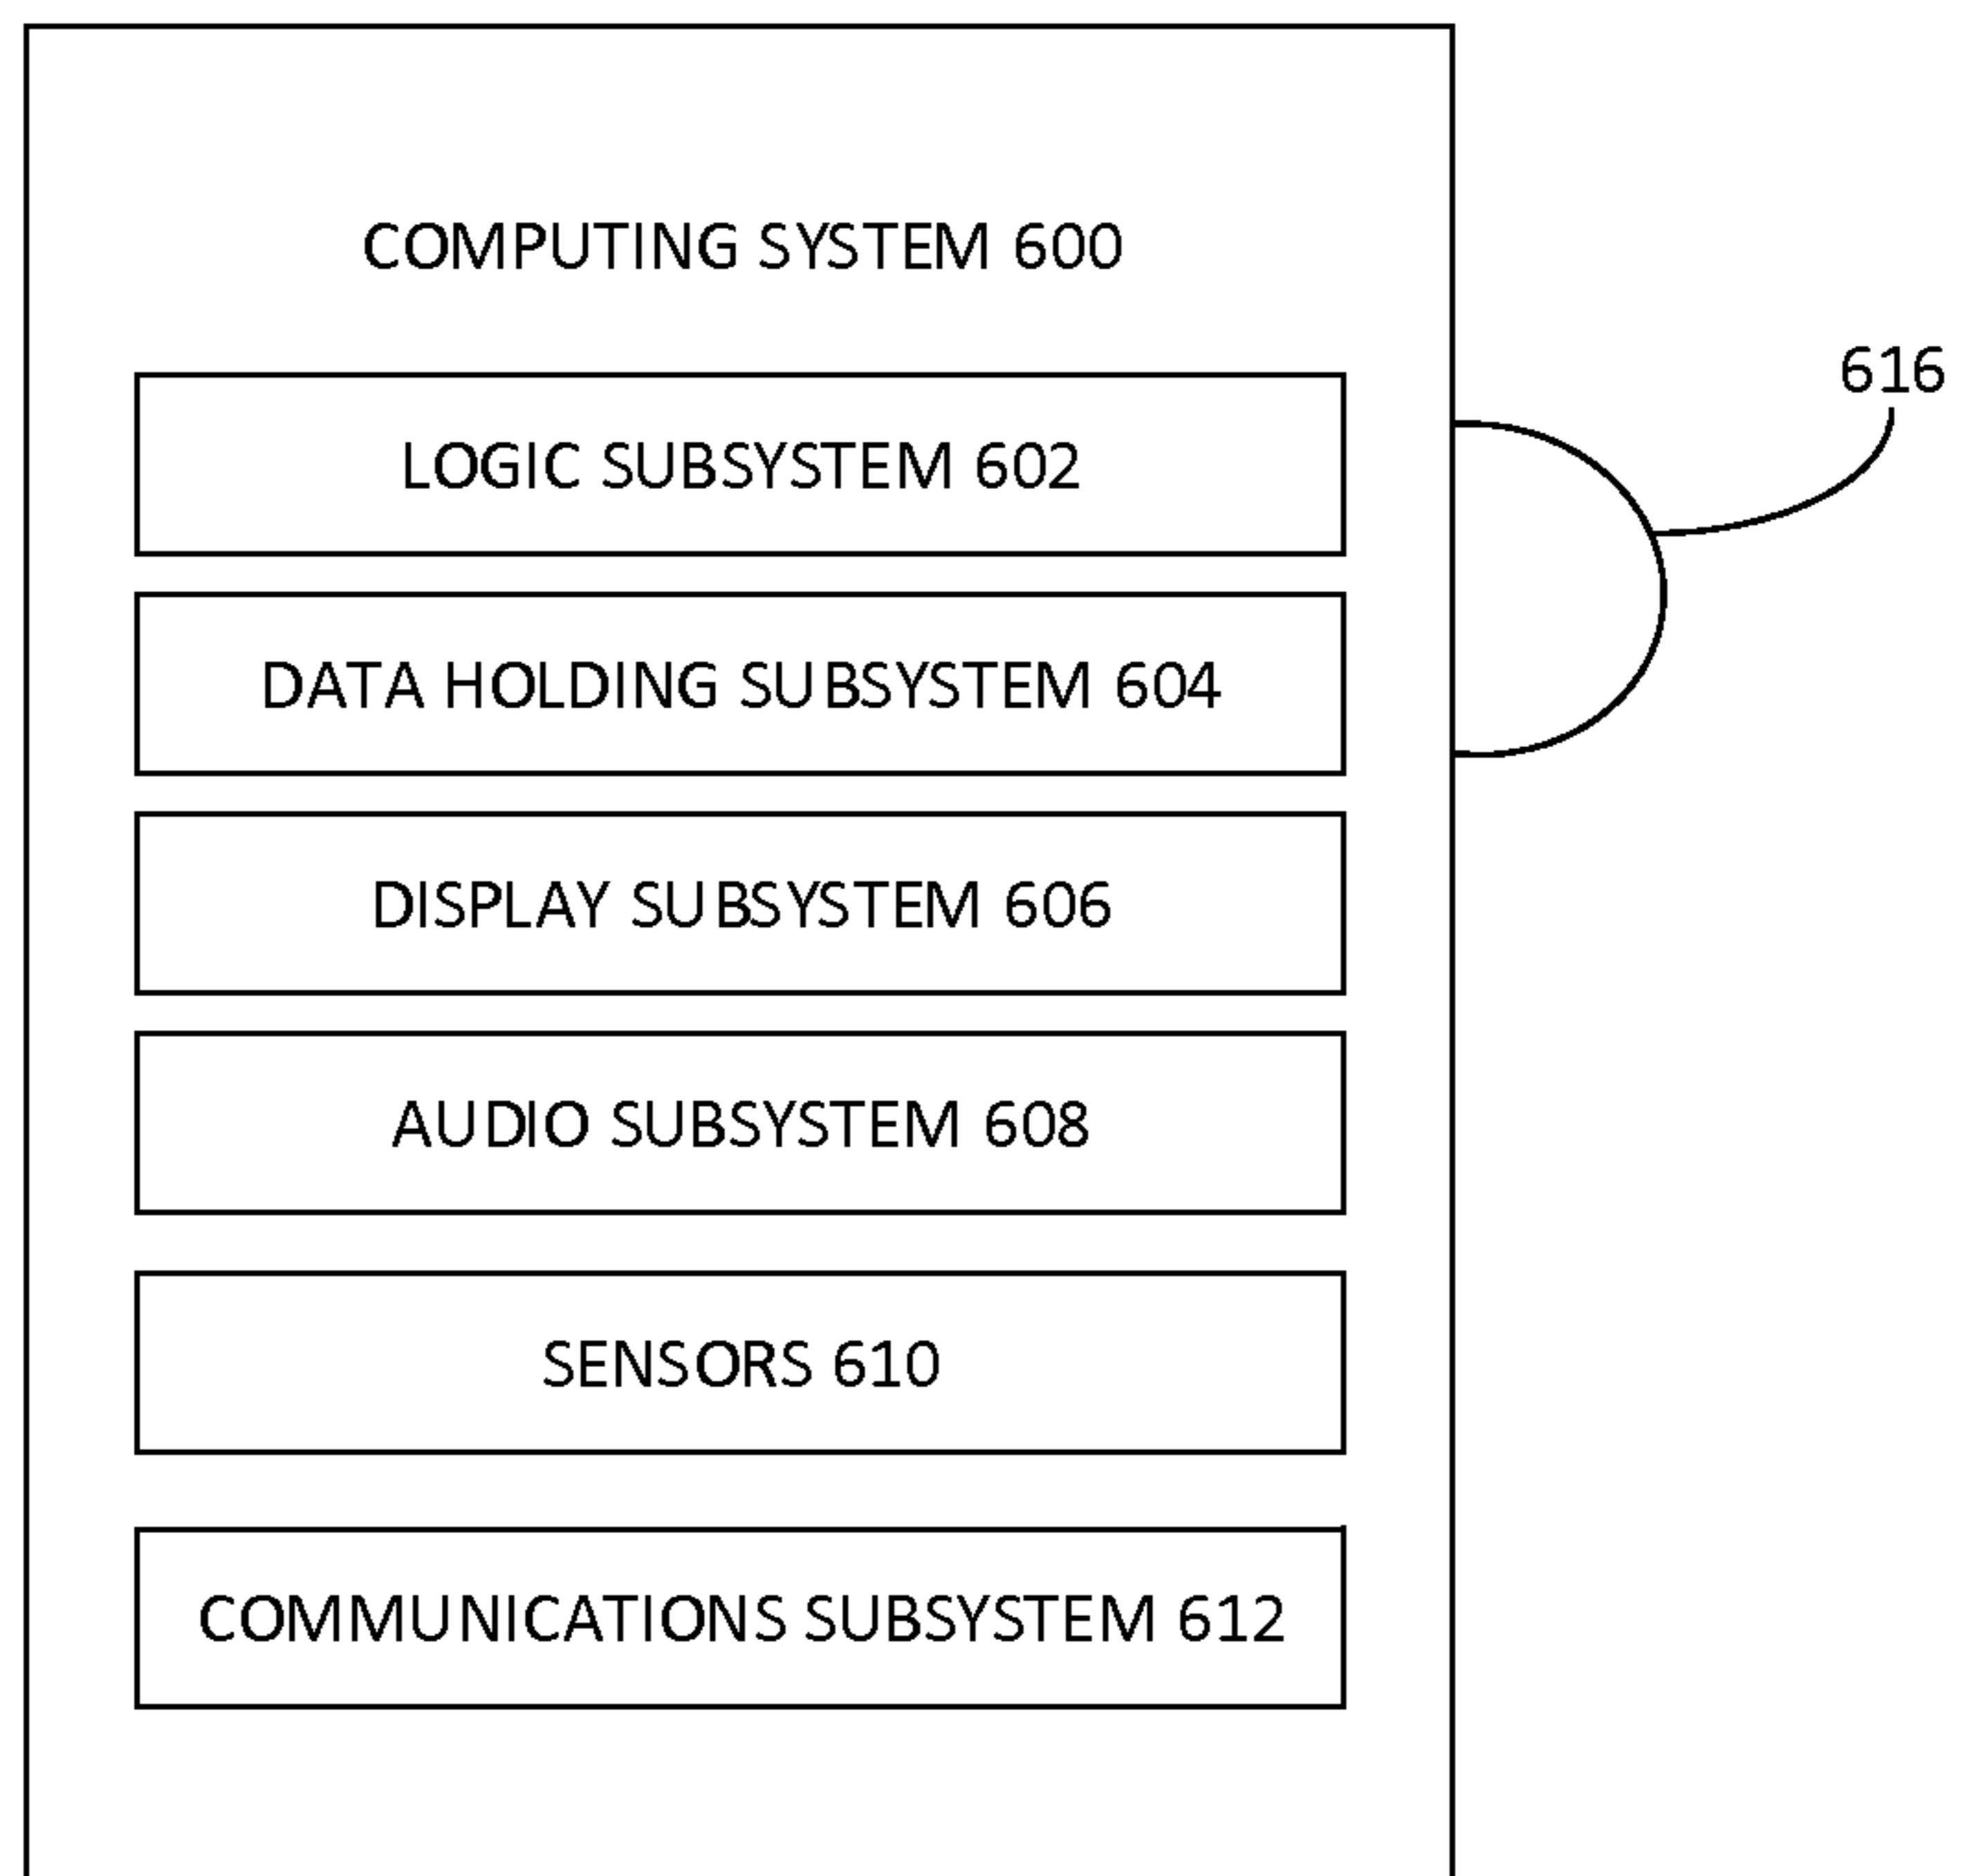 COMPUTING SYSTEM 600
616
LOGIC SUBSYSTEM 602
DATA HOLDING SUBSYSTEM 604
DISPLAY SUBSYSTEM 606
AUDIO SUBSYSTEM 608
SENSORS 610
COMMUNICATIONS SUBSYSTEM 612